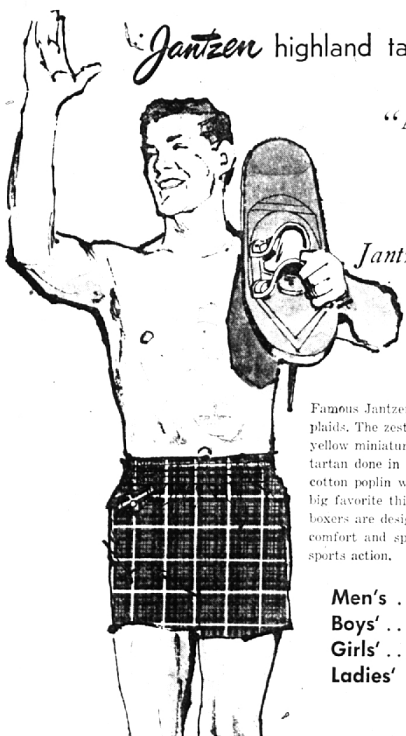 Jantzen highland ta
“
Jant
Famous Jantze
plaids. The zest
yellow miniatur
tartan done in
cotton poplin w
big favorite thi
boxers are desig
comfort and sp
sports action.
Men's .
Boys' . .
Girls' . .
Ladies'